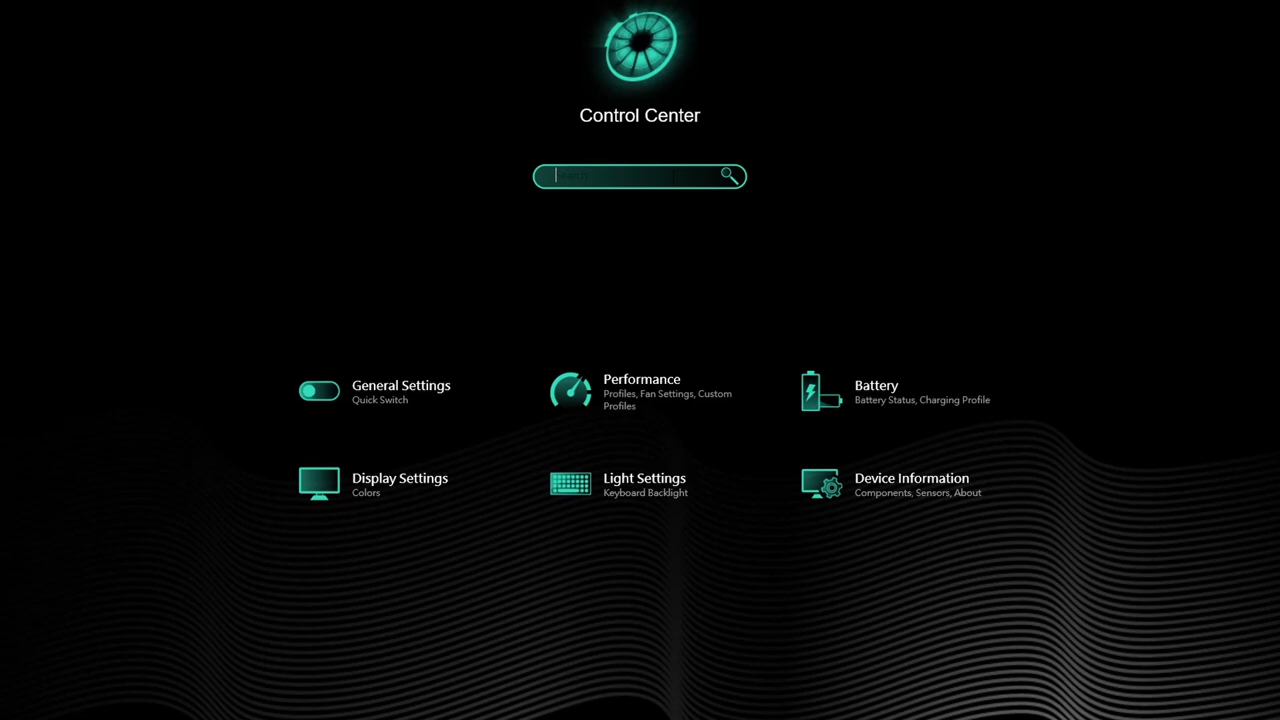 Control Center
Search
General Settings
Quick Switch
Performance
Profiles, Fan Settings, Custom
Profiles
Battery
Battery Status, Charging Profile
Display Settings
Colors
Light Settings
Keyboard Backlight
Device Information
Components, Sensors, About